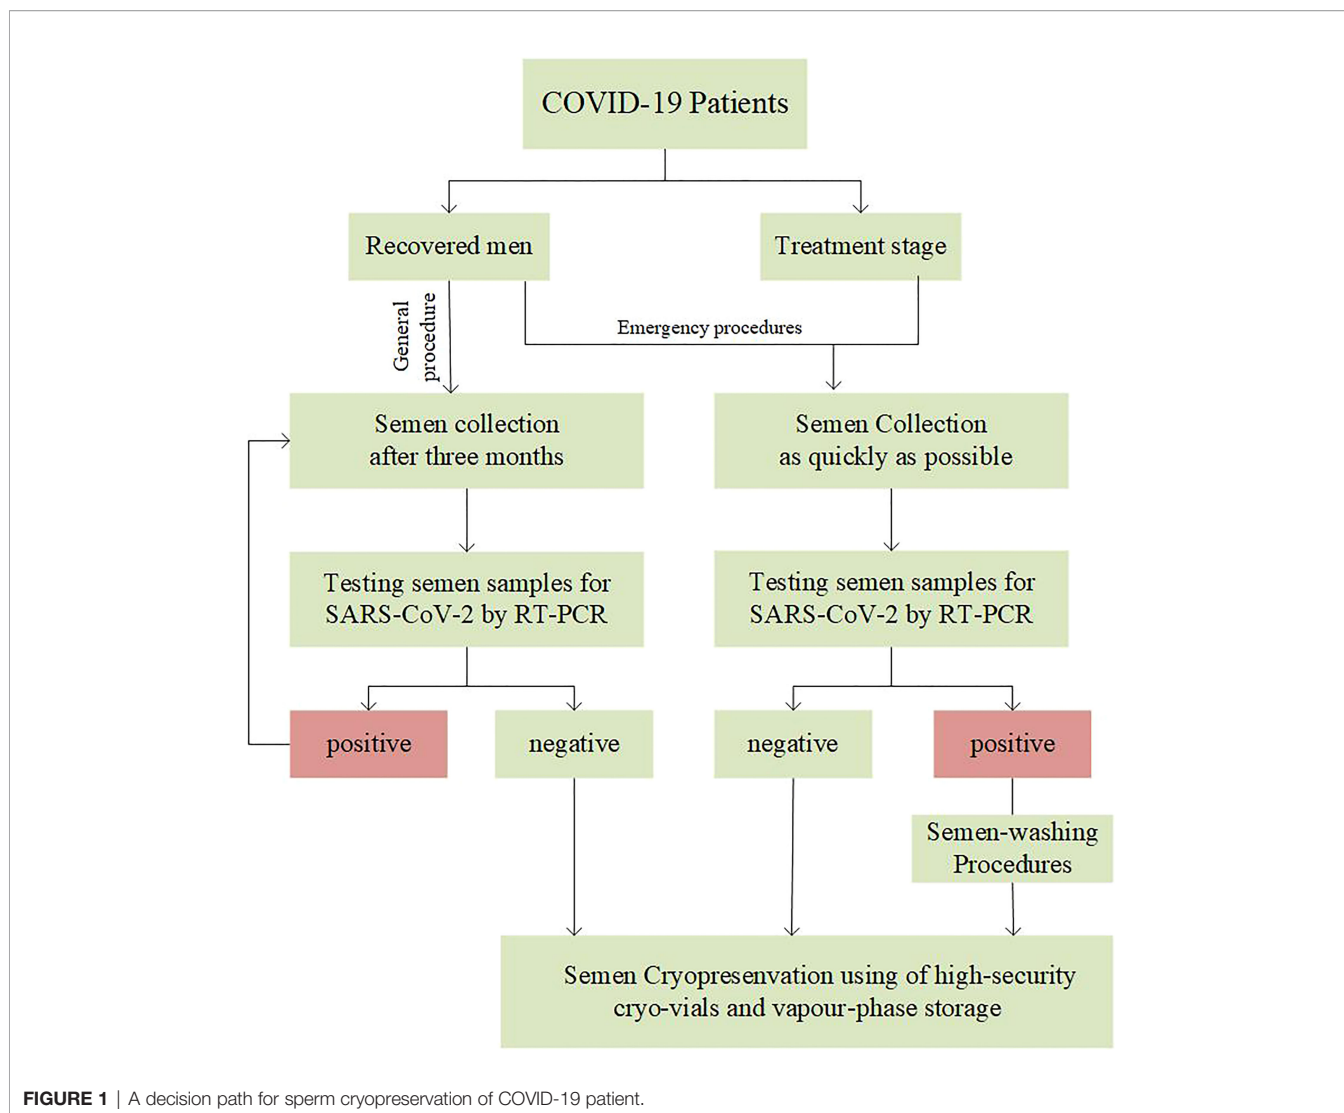 COVID-19 Patients
Recovered men
Treatment stage
General
procedure
Emergency procedures
Semen collection
after three months
Semen Collection
as quickly as possible
Testing semen samples for
SARS-CoV-2 by RT-PCR
Testing semen samples for
SARS-CoV-2 by RT-PCR
positive
negative
negative
positive
Semen-washing
Procedures
Semen Cryopresenvation using of high-security
cryo-vials and vapour-phase storage
FIGURE 1 | A decision path for sperm cryopreservation of COVID-19 patient.